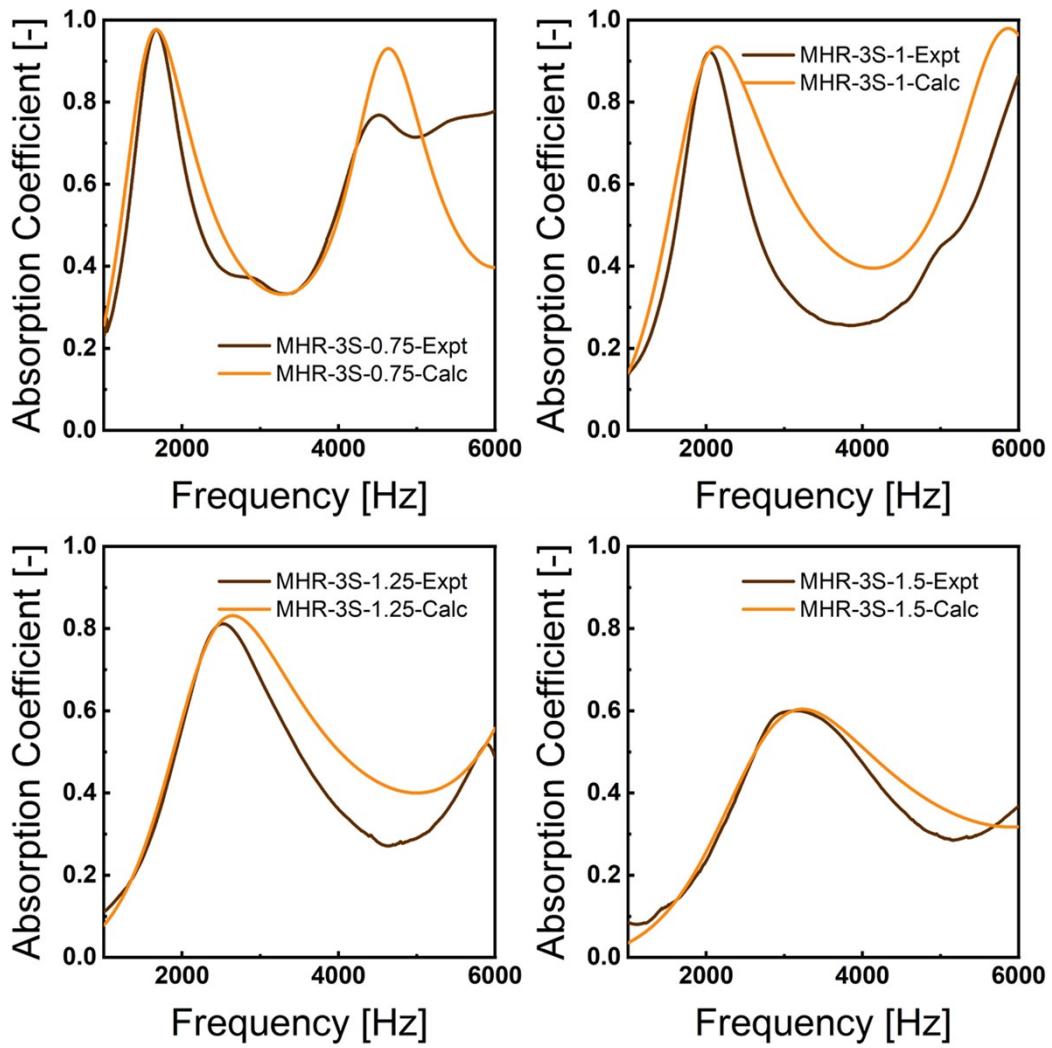 Absorption Coefficient [-]
1.0
0.8
0.6
0.4
0.2
0.0
MHR-3S-0.75-Expt
MHR-3S-0.75-Calc
2000
4000
6000
Frequency [Hz]
Absorption Coefficient [-]
1.0
0.8
0.6
0.4
0.2
0.0
MHR-3S-1-Expt
MHR-3S-1-Calc
2000
4000
6000
Frequency [Hz]
Absorption Coefficient [-]
1.0
0.8
0.6
0.4
0.2
0.0
MHR-3S-1.25-Expt
MHR-3S-1.25-Calc
2000
4000
6000
Frequency [Hz]
Absorption Coefficient [-]
1.0
0.8
0.6
0.4
0.2
0.0
MHR-3S-1.5-Expt
MHR-3S-1.5-Calc
2000
4000
6000
Frequency [Hz]